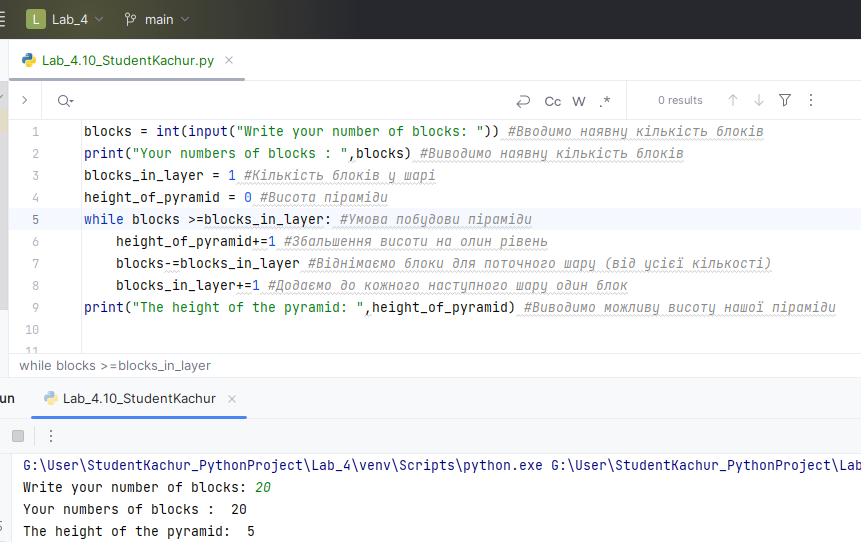 L Lab_4 main
Lab_4.10_StudentKachur.py
Cc W .* 0 results
1 blocks = int(input("Write your number of blocks: ")) #Вводимо наявну кількість блоків
2 print("Your numbers of blocks : ",blocks) #Виводимо наявну кількість блоків
3 blocks_in_layer = 1 #Кількість блоків у шарі
4 height_of_pyramid = 0 #Висота піраміди
5 while blocks >=blocks_in_layer: #Умова побудови піраміди
6 height_of_pyramid+=1 #Збальшення висоти на олин рівень
7 blocks-=blocks_in_layer #Віднімаємо блоки для поточного шару (від усієї кількості)
8 blocks_in_layer+=1 #Додаємо до кожного наступного шару один блок
9 print("The height of the pyramid: ",height_of_pyramid) #Виводимо можливу висоту нашої піраміди
10
11
while blocks >=blocks_in_layer
un Lab_4.10_StudentKachur
G:\User\StudentKachur_PythonProject\Lab_4\venv\Scripts\python.exe G:\User\StudentKachur_PythonProject\Lab
Write your number of blocks: 20
Your numbers of blocks :  20
The height of the pyramid:  5